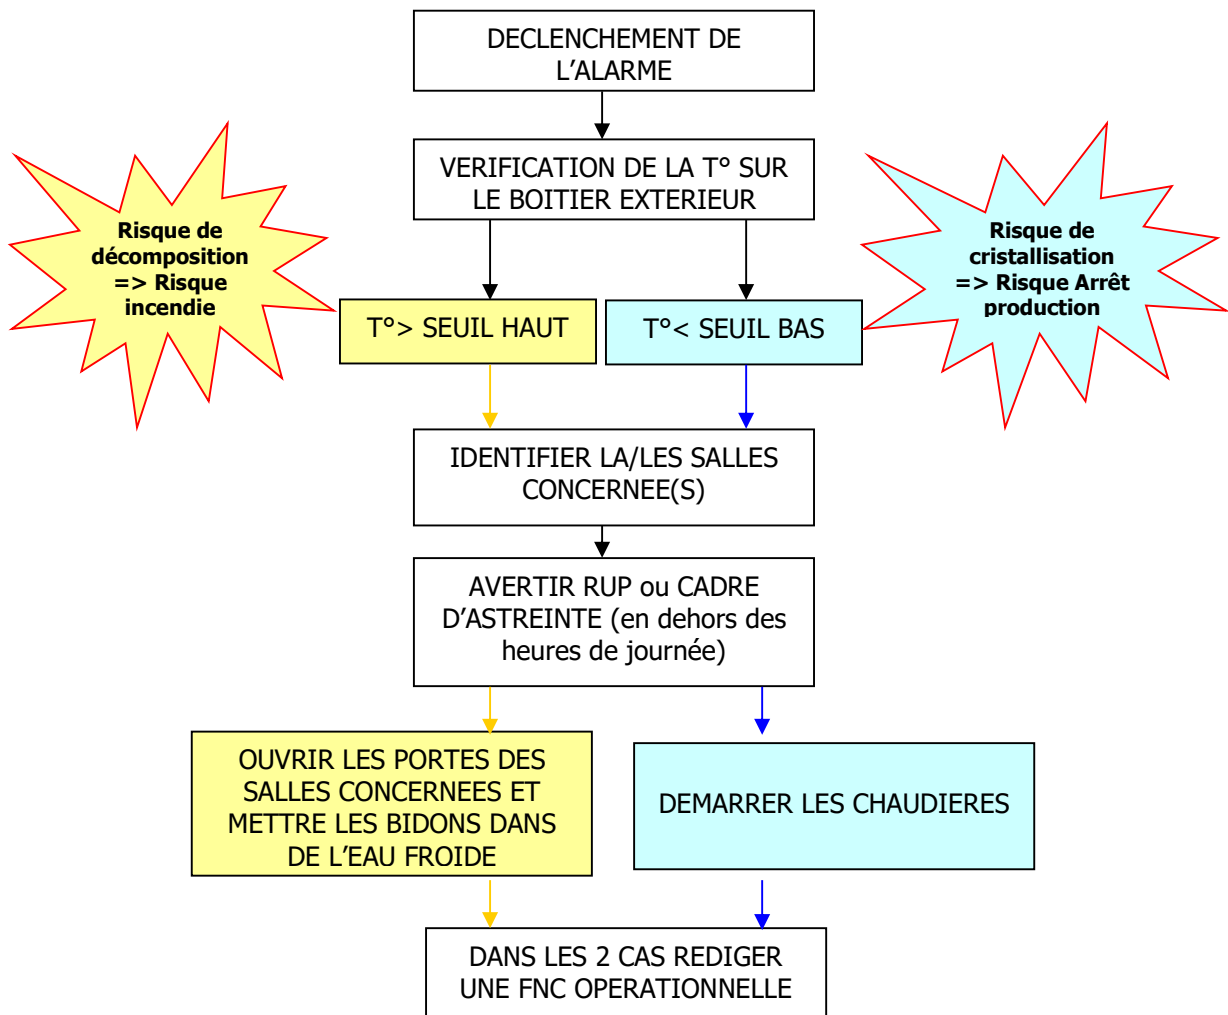 DECLENCHEMENT DE
L'ALARME
VERIFICATION DE LA T° SUR
LE BOITIER EXTERIEUR
Risque de
décomposition
=> Risque
incendie
Risque de
cristallisation
=> Risque Arrêt
production
T°> SEUIL HAUT
T°< SEUIL BAS
IDENTIFIER LA/LES SALLES
CONCERNEE(S)
AVERTIR RUP ou CADRE
D'ASTREINTE (en dehors des
heures de journée)
OUVRIR LES PORTES DES
SALLES CONCERNEES ET
METTRE LES BIDONS DANS
DE L'EAU FROIDE
DEMARRER LES CHAUDIERES
DANS LES 2 CAS REDIGER
UNE FNC OPERATIONNELLE